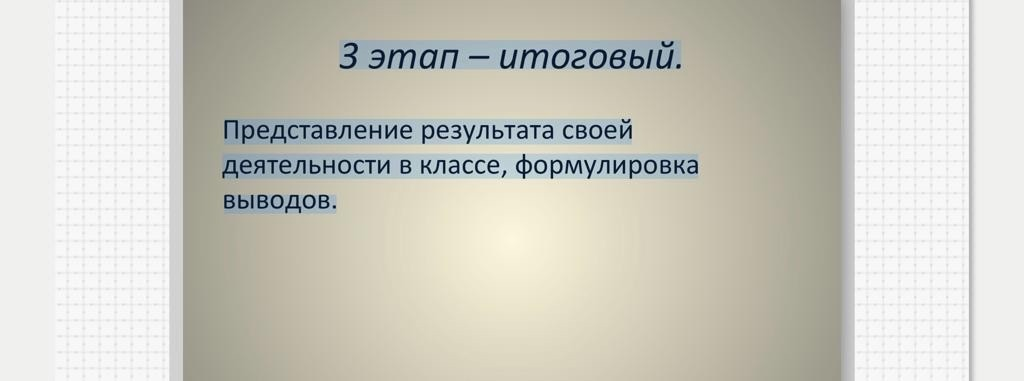 3 этап – итоговый.
Представление результата своей
деятельности в классе, формулировка
выводов.